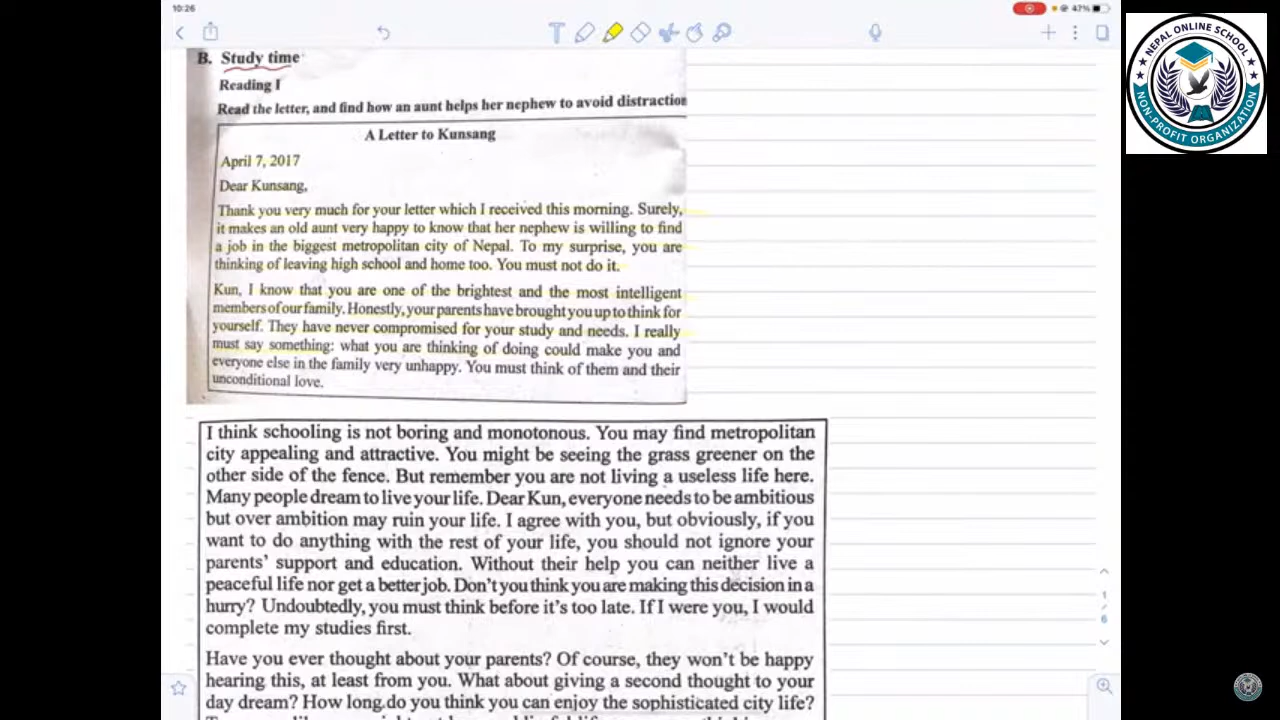 10:26
47%
NEPAL ONLINE SCHOOL
NON-PROFIT ORGANIZATION
B. Study time
Reading I
Read the letter, and find how an aunt helps her nephew to avoid distraction
A Letter to Kunsang
April 7, 2017
Dear Kunsang,
Thank you very much for your letter which I received this morning. Surely,
it makes an old aunt very happy to know that her nephew is willing to find
a job in the biggest metropolitan city of Nepal. To my surprise, you are
thinking of leaving high school and home too. You must not do it.
Kun, I know that you are one of the brightest and the most intelligent
members of our family. Honestly, your parents have brought you up to think for
yourself. They have never compromised for your study and needs. I really
must say something: what you are thinking of doing could make you and
everyone else in the family very unhappy. You must think of them and their
unconditional love.
I think schooling is not boring and monotonous. You may find metropolitan
city appealing and attractive. You might be seeing the grass greener on the
other side of the fence. But remember you are not living a useless life here.
Many people dream to live your life. Dear Kun, everyone needs to be ambitious
but over ambition may ruin your life. I agree with you, but obviously, if you
want to do anything with the rest of your life, you should not ignore your
parents' support and education. Without their help you can neither live a
peaceful life nor get a better job. Don't you think you are making this decision in a
hurry? Undoubtedly, you must think before it's too late. If I were you, I would
complete my studies first.
Have you ever thought about your parents? Of course, they won't be happy
hearing this, at least from you. What about giving a second thought to your
day dream? How long do you think you can enjoy the sophisticated city life?
1
/
6